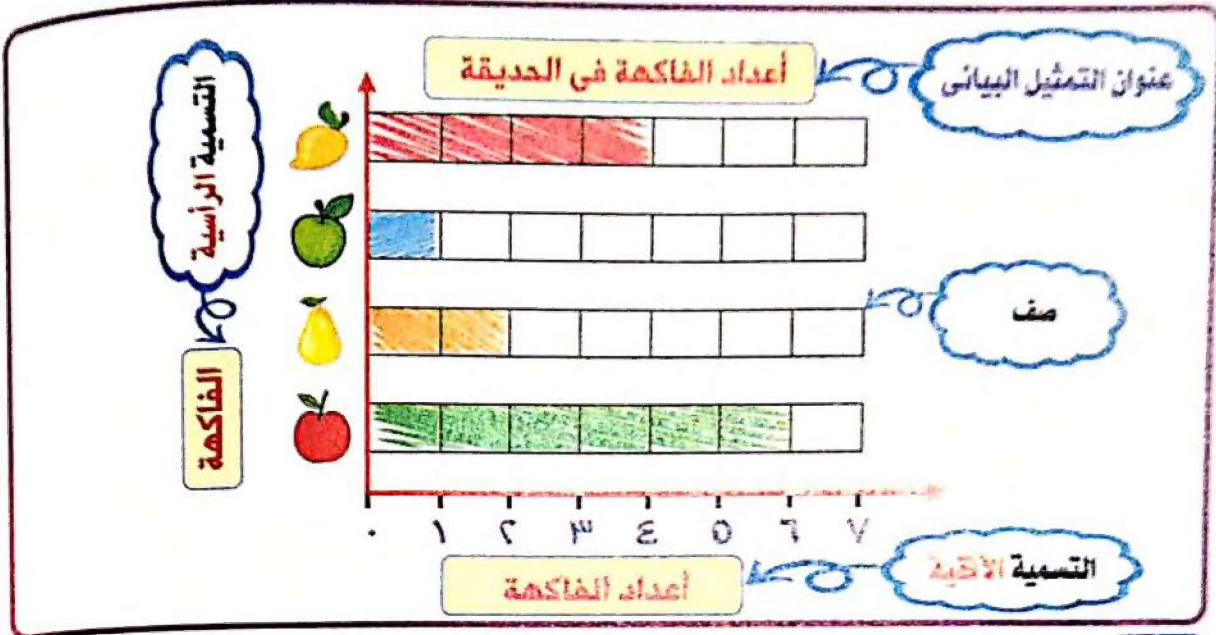 عنوان التمثيل البيانى
أعداد الفاكهة فى الحديقة
التسمية الرأسية
الفاكهة
صف
٠ ١ ٢ ٣ ٤ ٥ ٦ ٧
التسمية الأفقية
أعداد الفاكهة